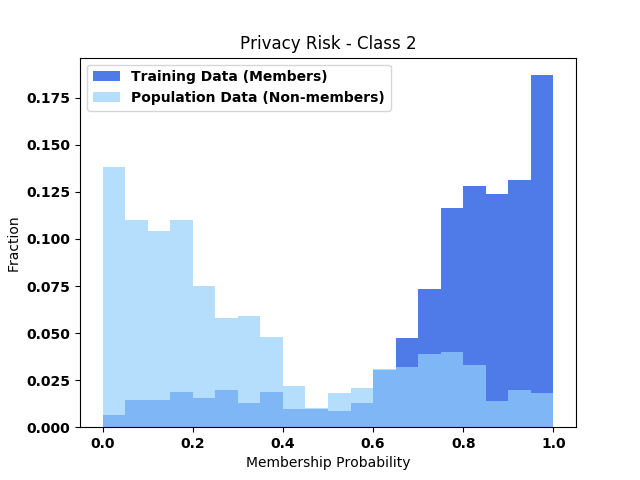 Privacy Risk - Class 2
Training Data (Members)
Population Data (Non-members)
0.175
0.150
0.125
0.100
0.075
0.050
0.025
0.000
Fraction
0.0 0.2 0.4 0.6 0.8 1.0
Membership Probability